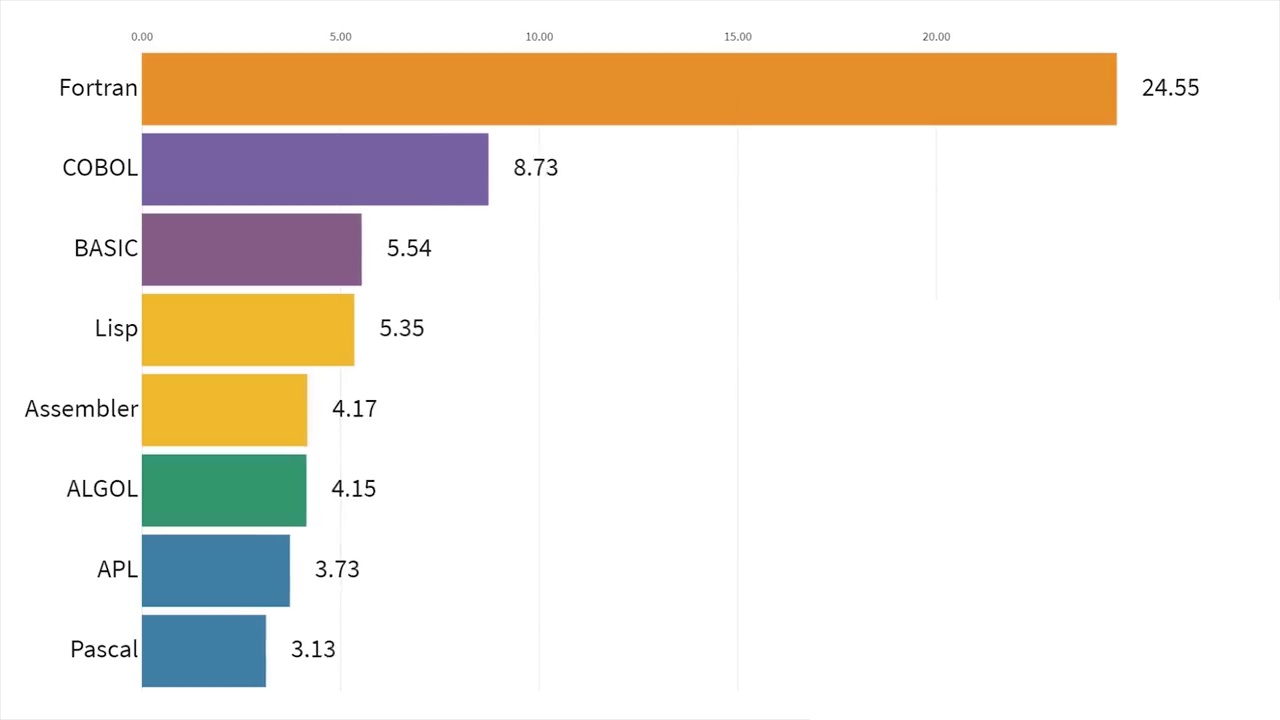 0.00 5.00 10.00 15.00 20.00
Fortran 24.55
COBOL 8.73
BASIC 5.54
Lisp 5.35
Assembler 4.17
ALGOL 4.15
APL 3.73
Pascal 3.13